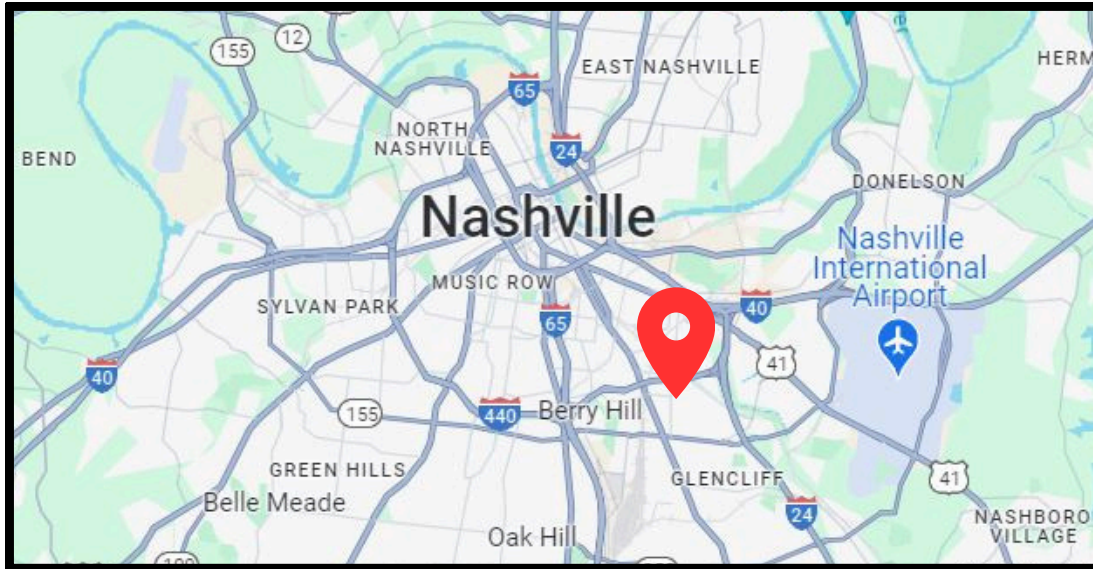 155
12
65
EAST NASHVILLE
HERM
NORTH
NASHVILLE
24
BEND
DONELSON
Nashville
Nashville
International
Airport
MUSIC ROW
SYLVAN PARK
65
40
41
40
155
440
Berry Hill
GREEN HILLS
GLENCLIFF
41
Belle Meade
24
NASHBORO
VILLAGE
Oak Hill